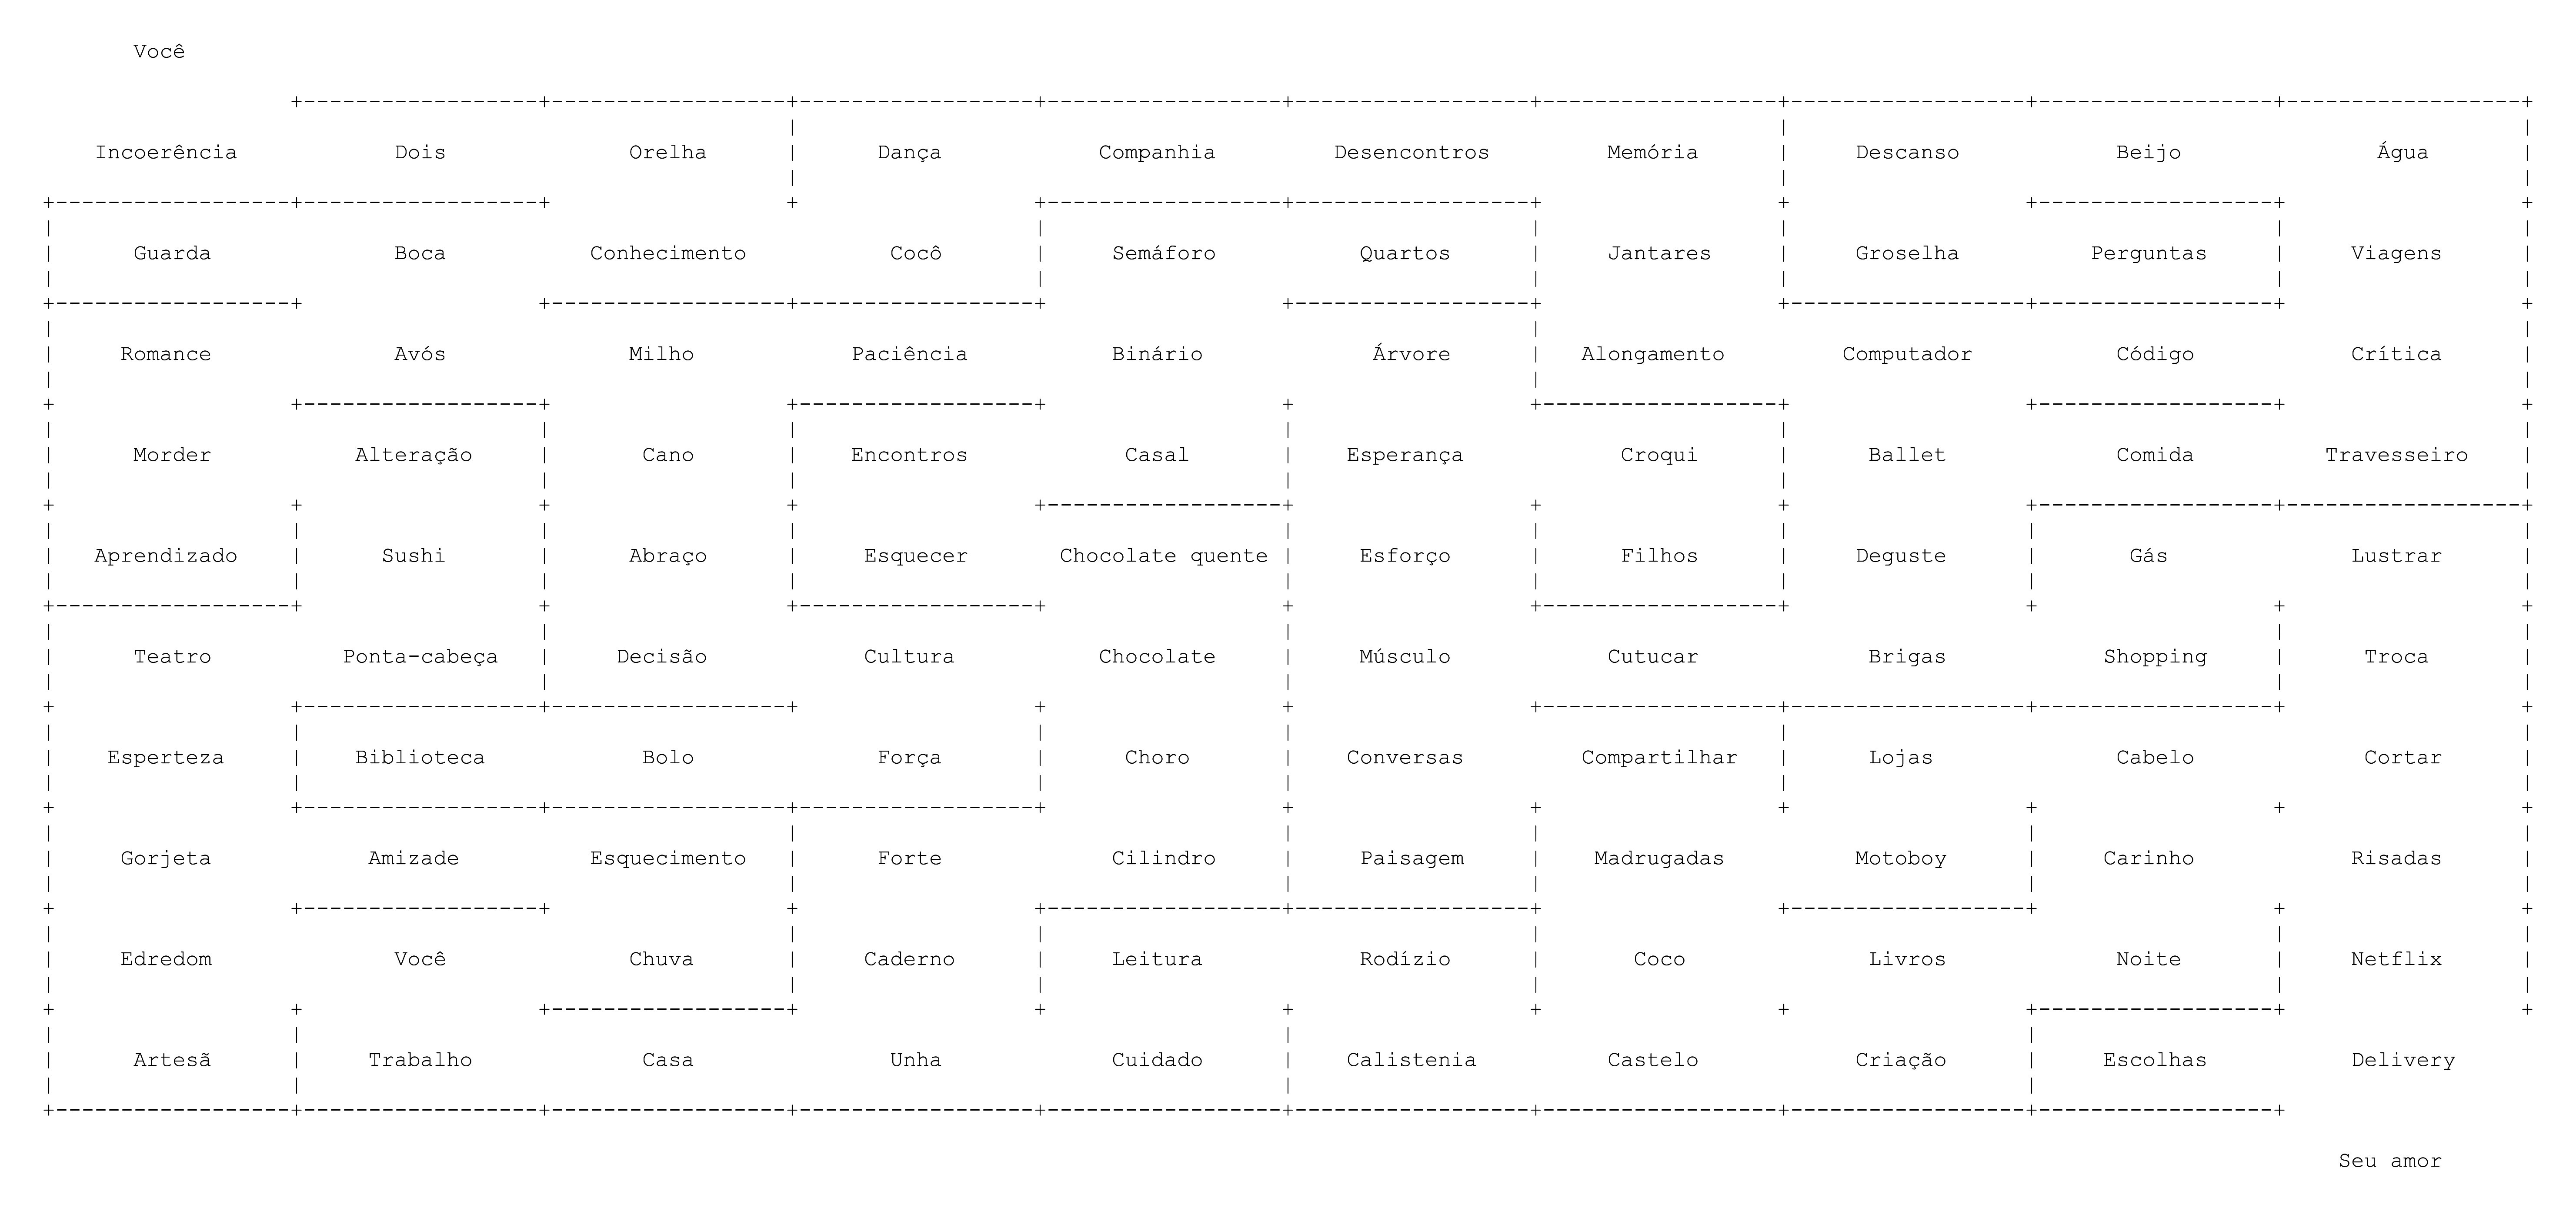 Você
Incoerência Dois Orelha Dança Companhia Desencontros Memória Descanso Beijo Água
Guarda Boca Conhecimento Cocô Semáforo Quartos Jantares Groselha Perguntas Viagens
Romance Avós Milho Paciência Binário Árvore Alongamento Computador Código Crítica
Morder Alteração Cano Encontros Casal Esperança Croqui Ballet Comida Travesseiro
Aprendizado Sushi Abraço Esquecer Chocolate quente Esforço Filhos Deguste Gás Lustrar
Teatro Ponta-cabeça Decisão Cultura Chocolate Músculo Cutucar Brigas Shopping Troca
Esperteza Biblioteca Bolo Força Choro Conversas Compartilhar Lojas Cabelo Cortar
Gorjeta Amizade Esquecimento Forte Cilindro Paisagem Madrugadas Motoboy Carinho Risadas
Edredom Você Chuva Caderno Leitura Rodízio Coco Livros Noite Netflix
Artesã Trabalho Casa Unha Cuidado Calistenia Castelo Criação Escolhas Delivery
Seu amor